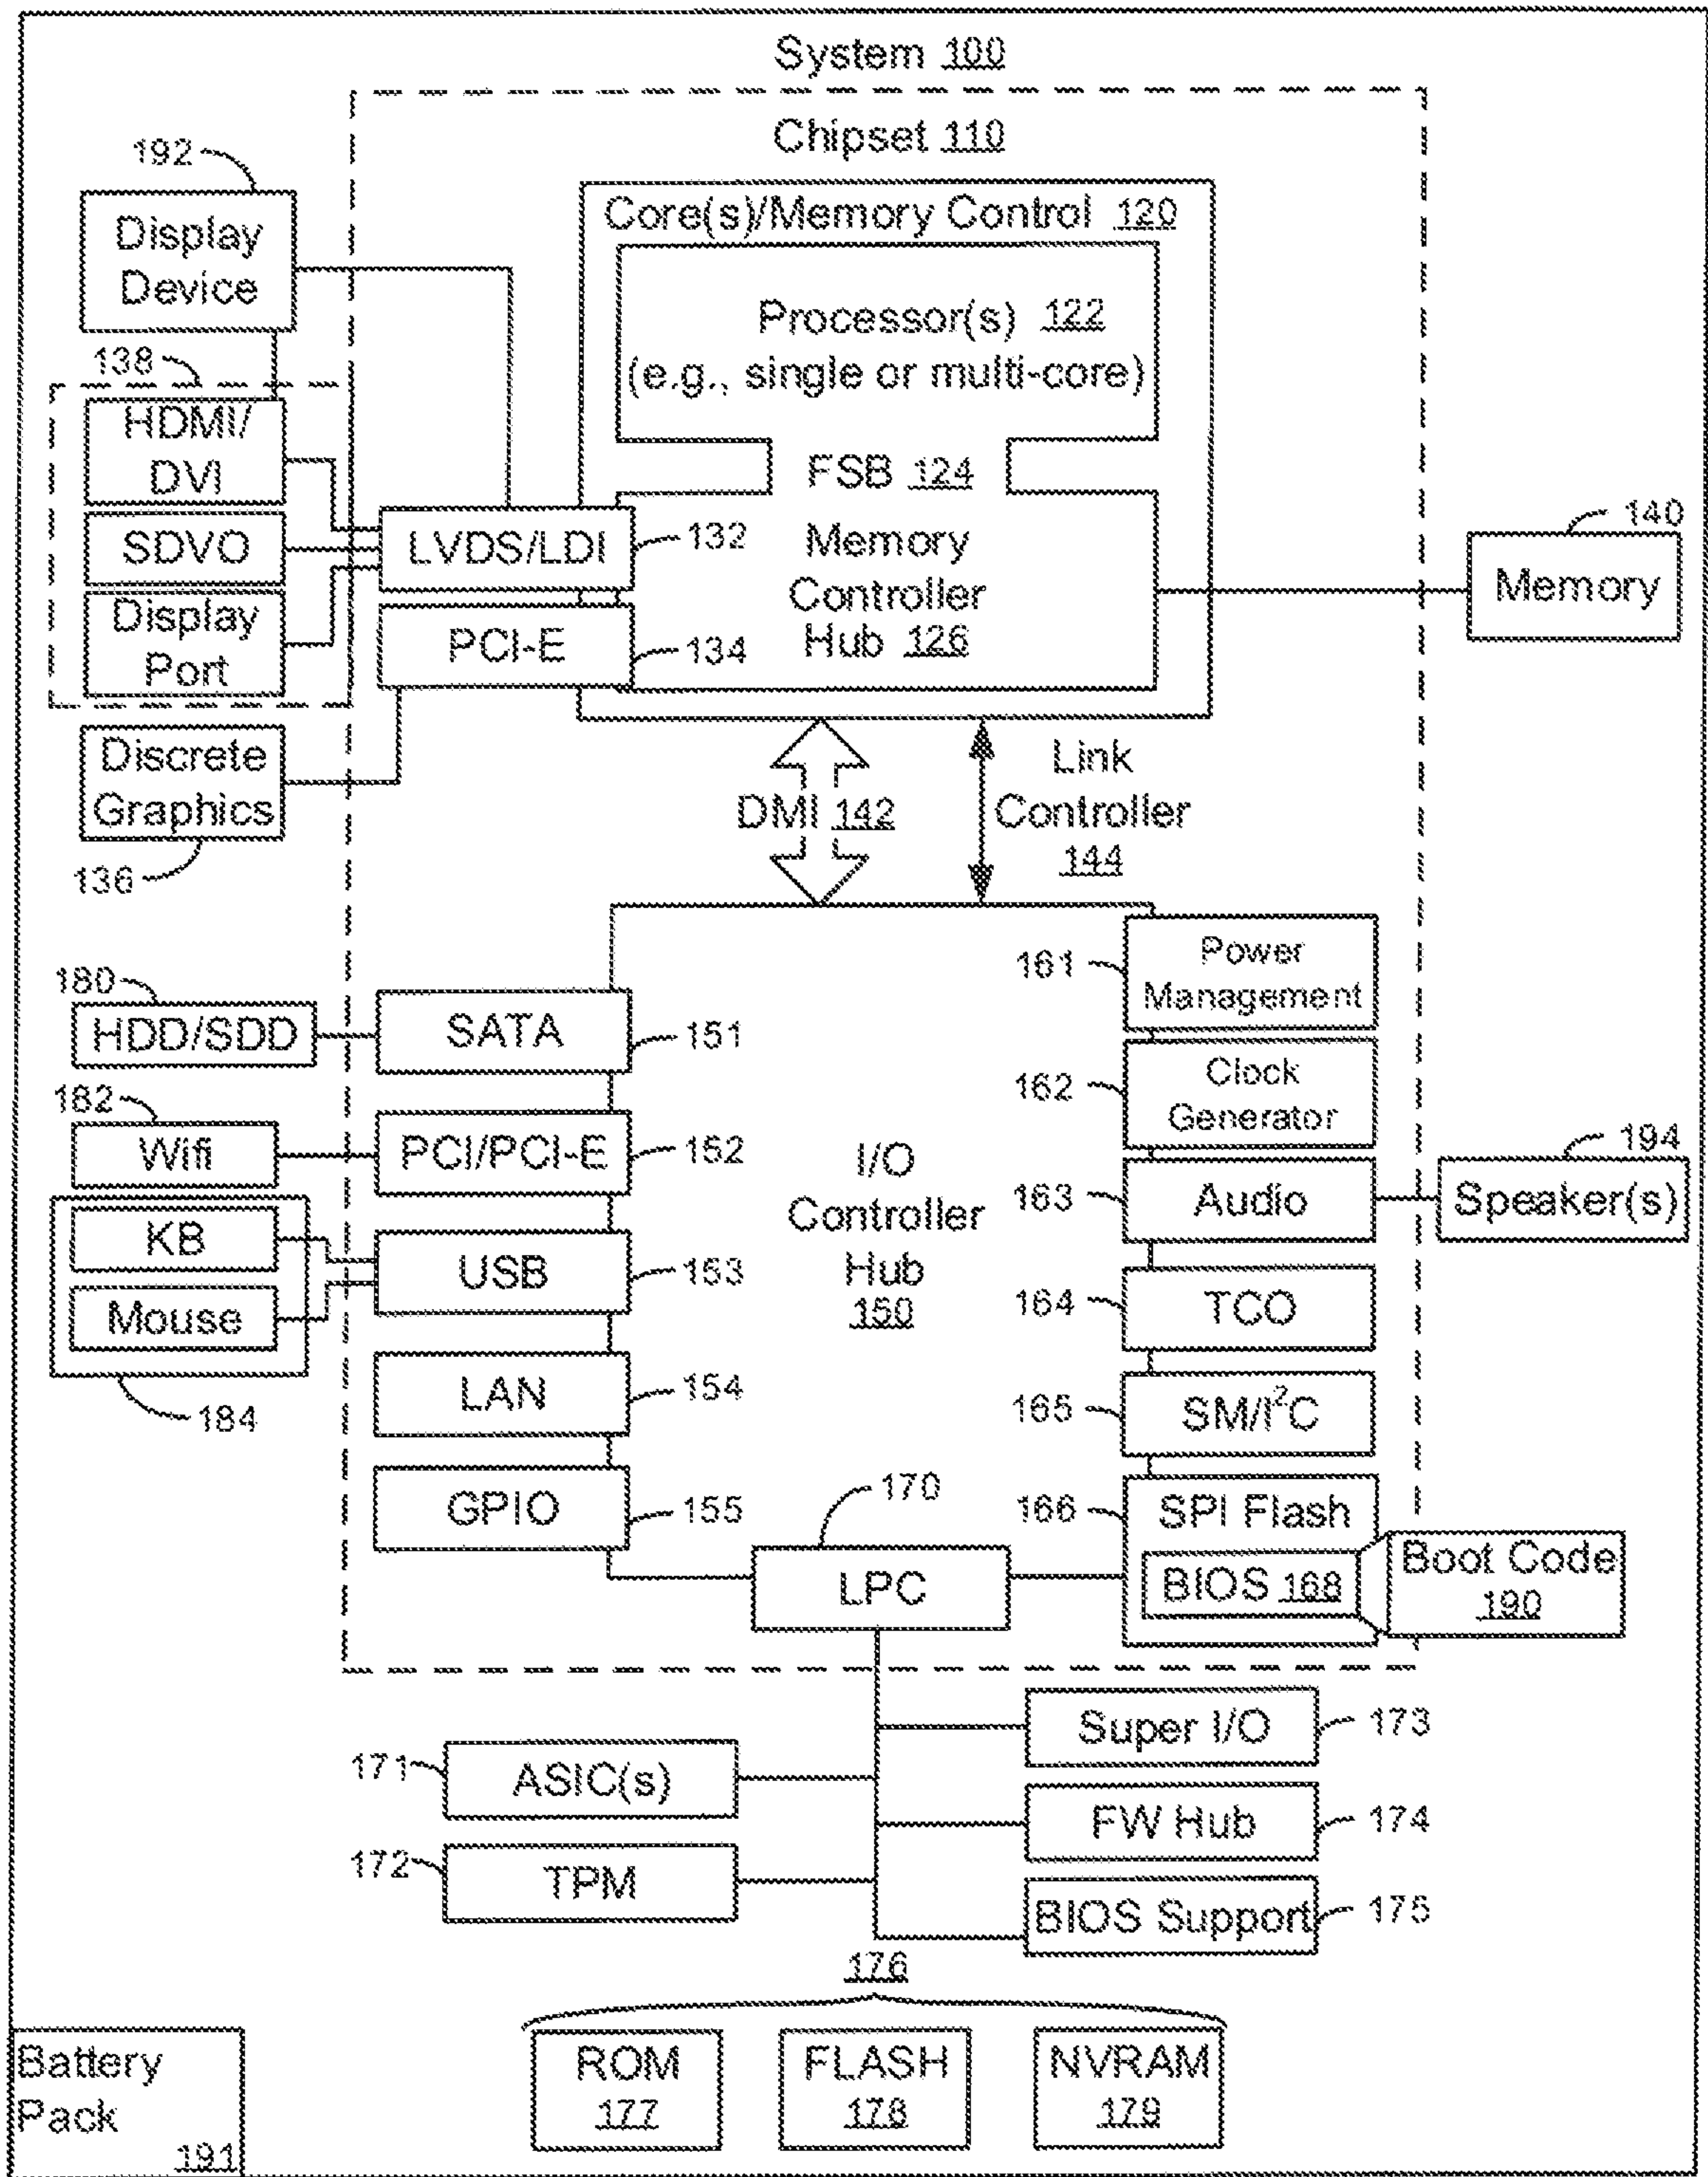 System 100
Chipset 110
192
Display
Device
Core(s)/Memory Control 120
Processor(s) 122
(e.g., single or multi-core)
138
HDMI/
DVI
SDVO
Display
Port
FSB 124
LVDS/LDI
132
PCI-E
134
Memory
Controller
Hub 126
140
Memory
Discrete
Graphics
136
DMI 142
Link
Controller
144
180
HDD/SDD
SATA
151
182
Wifi
PCI/PCI-E
152
KB
Mouse
184
USB
153
LAN
154
GPIO
155
I/O
Controller
Hub
150
161
Power
Management
162
Clock
Generator
163
Audio
194
Speaker(s)
164
TCO
165
SM/I²C
166
SPI Flash
BIOS 168
Boot Code
190
170
LPC
171
ASIC(s)
172
TPM
Super I/O
173
FW Hub
174
BIOS Support
175
176
ROM
177
FLASH
178
NVRAM
179
Battery
Pack
191